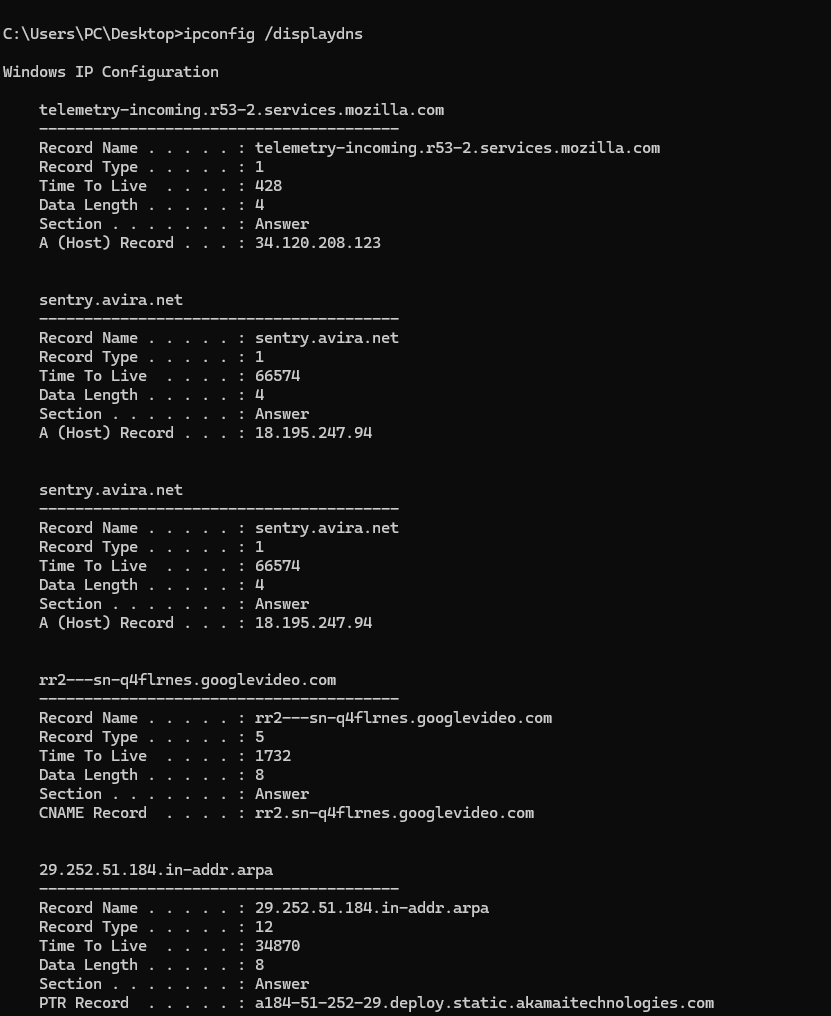 C:\Users\PC\Desktop>ipconfig /displaydns
Windows IP Configuration
telemetry-incoming.r53-2.services.mozilla.com
----------------------------------------
Record Name . . . . . : telemetry-incoming.r53-2.services.mozilla.com
Record Type . . . . . : 1
Time To Live  . . . . : 428
Data Length . . . . . : 4
Section . . . . . . . : Answer
A (Host) Record . . . : 34.120.208.123
sentry.avira.net
----------------------------------------
Record Name . . . . . : sentry.avira.net
Record Type . . . . . : 1
Time To Live  . . . . : 66574
Data Length . . . . . : 4
Section . . . . . . . : Answer
A (Host) Record . . . : 18.195.247.94
sentry.avira.net
----------------------------------------
Record Name . . . . . : sentry.avira.net
Record Type . . . . . : 1
Time To Live  . . . . : 66574
Data Length . . . . . : 4
Section . . . . . . . : Answer
A (Host) Record . . . : 18.195.247.94
rr2---sn-q4flrnes.googlevideo.com
----------------------------------------
Record Name . . . . . : rr2---sn-q4flrnes.googlevideo.com
Record Type . . . . . : 5
Time To Live  . . . . : 1732
Data Length . . . . . : 8
Section . . . . . . . : Answer
CNAME Record  . . . . : rr2.sn-q4flrnes.googlevideo.com
29.252.51.184.in-addr.arpa
----------------------------------------
Record Name . . . . . : 29.252.51.184.in-addr.arpa
Record Type . . . . . : 12
Time To Live  . . . . : 34870
Data Length . . . . . : 8
Section . . . . . . . : Answer
PTR Record  . . . . . : a184-51-252-29.deploy.static.akamaitechnologies.com